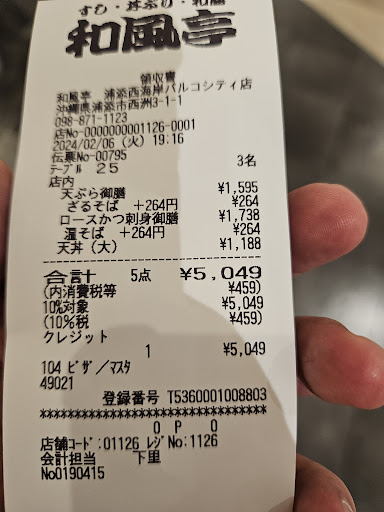 すし・丼ぶり・和膳
和風亭
領収書
和風亭　浦添西海岸パルコシティ店
沖縄県浦添市西洲3-1-1
098-871-1123
店No-0000000001126-0001
2024/02/06 (火) 19:16
伝票No-00795
3名
テーブル 25
店内
天ぷら御膳 ¥1,595
ざるそば +264円 ¥264
ロースかつ刺身御膳 ¥1,738
温そば +264円 ¥264
天丼(大) ¥1,188
合計 5点 ¥5,049
(内消費税等 ¥459)
10%対象 ¥5,049
(10%税 ¥459)
クレジット
1 ¥5,049
104 ビザ/マスタ
49021
登録番号 T5360001008803
**********************************
0 P 0
店舗コード:01126 レジNo:1126
会計担当 下里
No0190415